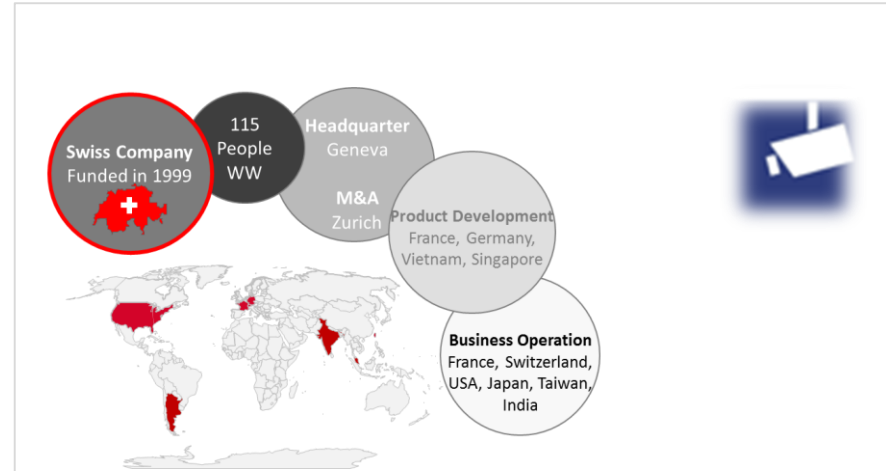 Swiss Company
Funded in 1999
115
People
WW
Headquarter
Geneva
M&A
Zurich
Product Development
France, Germany,
Vietnam, Singapore
Business Operation
France, Switzerland,
USA, Japan, Taiwan,
India